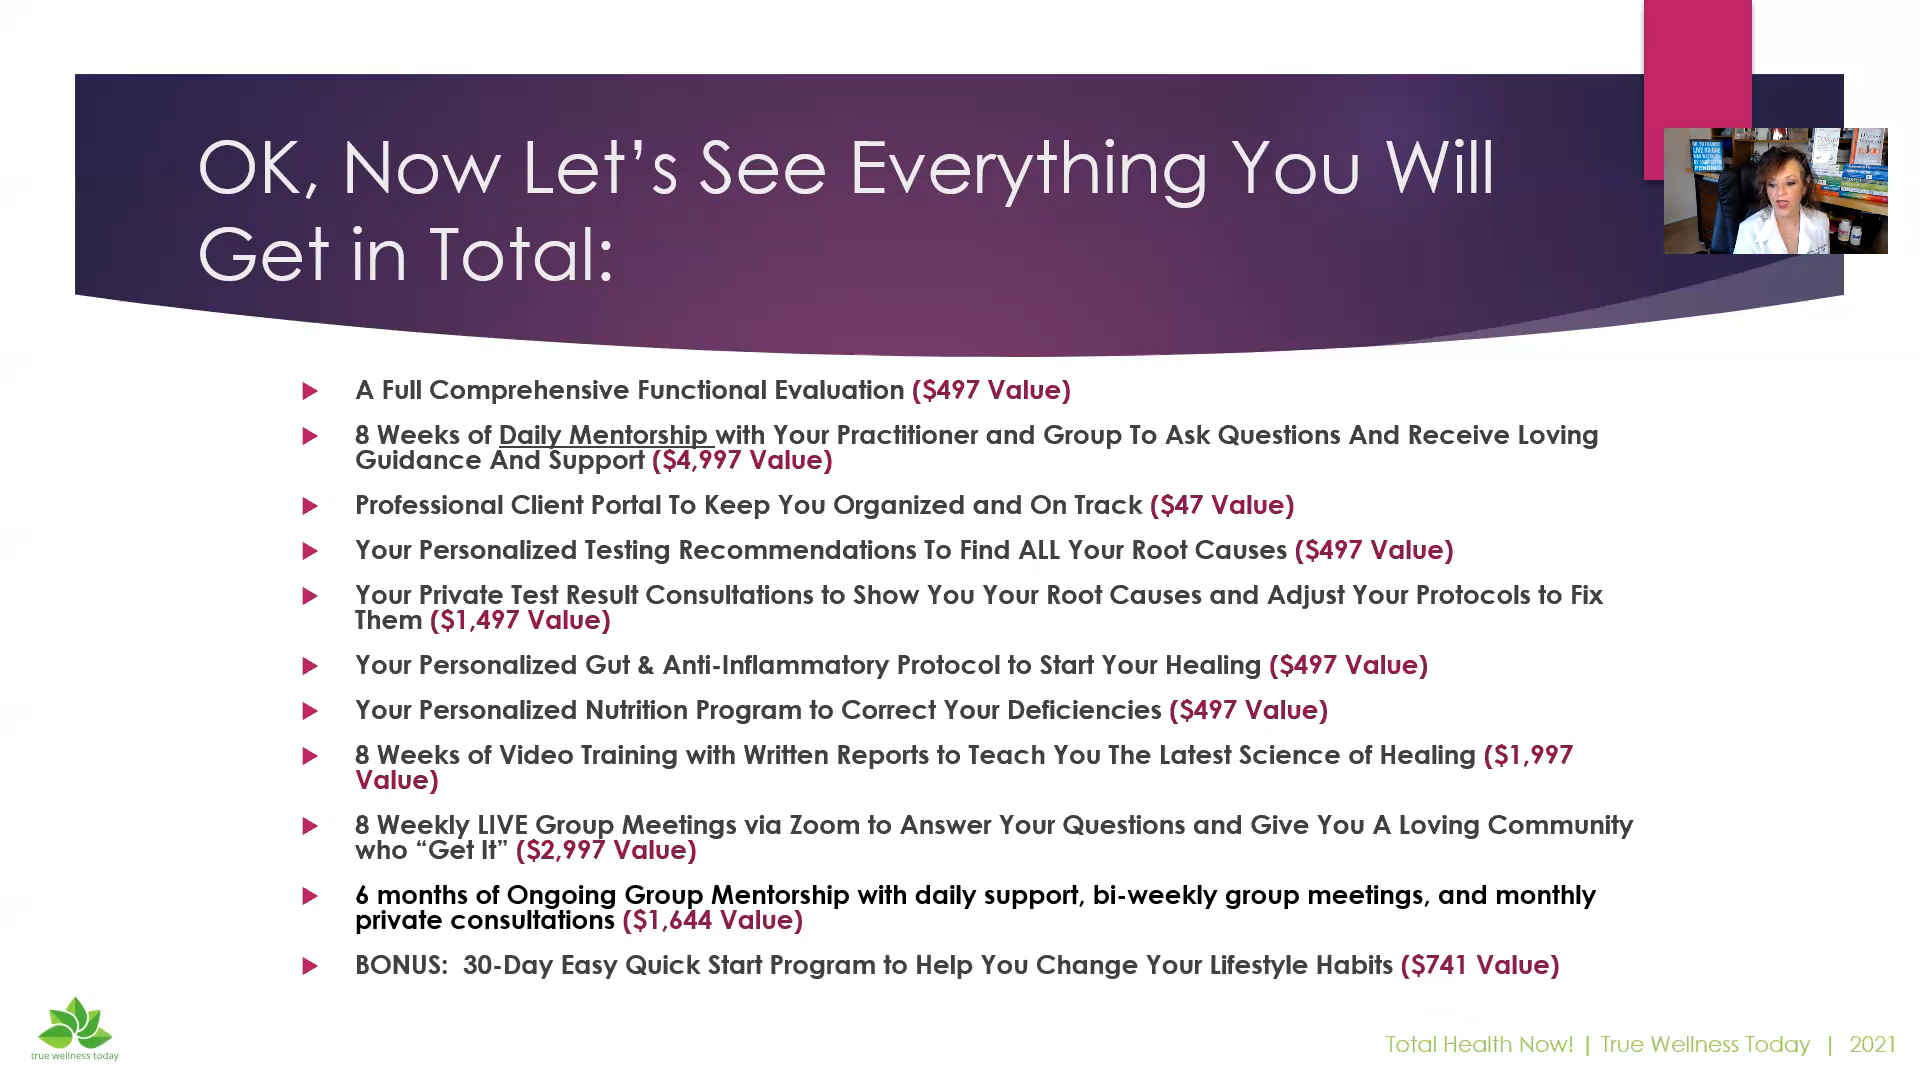 OK, Now Let’s See Everything You Will
Get in Total:
A Full Comprehensive Functional Evaluation ($497 Value)
8 Weeks of Daily Mentorship with Your Practitioner and Group To Ask Questions And Receive Loving
Guidance And Support ($4,997 Value)
Professional Client Portal To Keep You Organized and On Track ($47 Value)
Your Personalized Testing Recommendations To Find ALL Your Root Causes ($497 Value)
Your Private Test Result Consultations to Show You Your Root Causes and Adjust Your Protocols to Fix
Them ($1,497 Value)
Your Personalized Gut & Anti-Inflammatory Protocol to Start Your Healing ($497 Value)
Your Personalized Nutrition Program to Correct Your Deficiencies ($497 Value)
8 Weeks of Video Training with Written Reports to Teach You The Latest Science of Healing ($1,997
Value)
8 Weekly LIVE Group Meetings via Zoom to Answer Your Questions and Give You A Loving Community
who “Get It” ($2,997 Value)
6 months of Ongoing Group Mentorship with daily support, bi-weekly group meetings, and monthly
private consultations ($1,644 Value)
BONUS:  30-Day Easy Quick Start Program to Help You Change Your Lifestyle Habits ($741 Value)
true wellness today
Total Health Now! | True Wellness Today | 2021